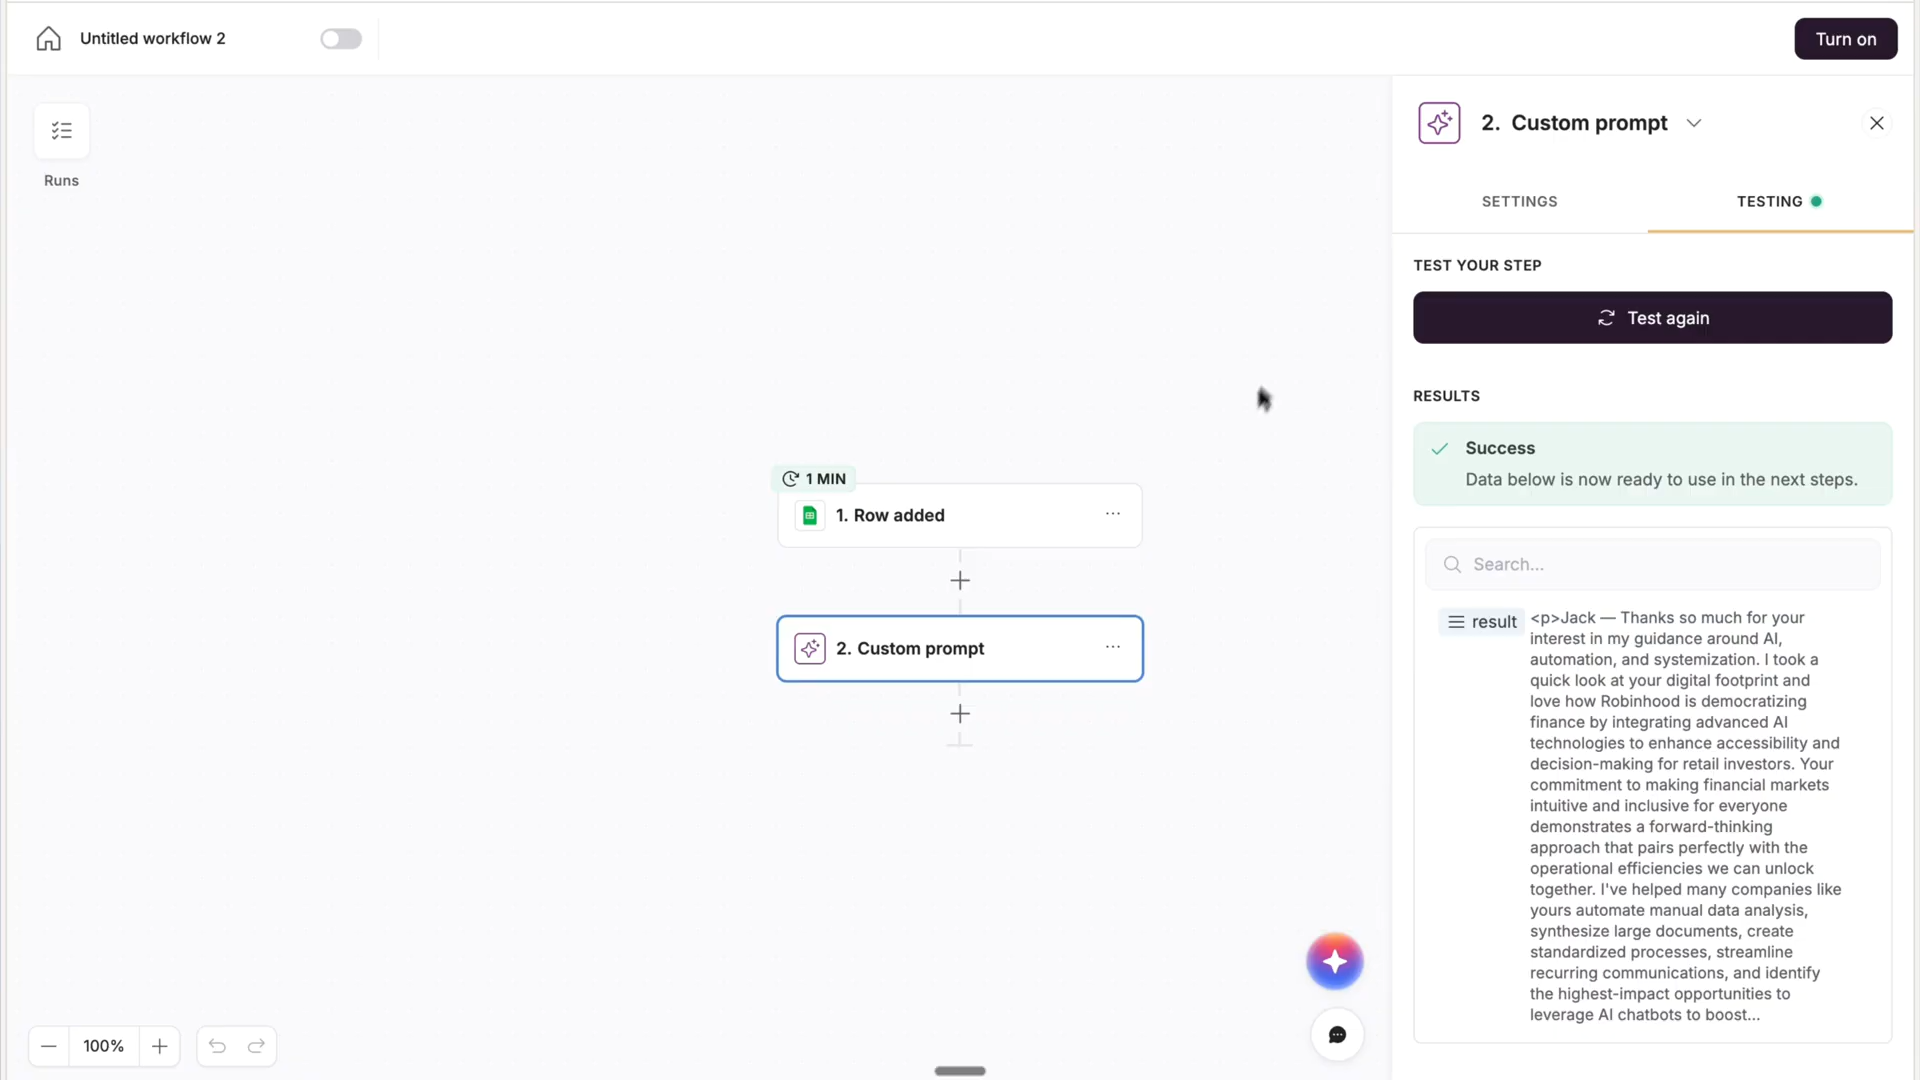 Untitled workflow 2
Turn on
Runs
1 MIN
1. Row added
2. Custom prompt
100%
2. Custom prompt
SETTINGS
TESTING
TEST YOUR STEP
Test again
RESULTS
Success
Data below is now ready to use in the next steps.
Search...
result
<p>Jack — Thanks so much for your
interest in my guidance around AI,
automation, and systemization. I took a
quick look at your digital footprint and
love how Robinhood is democratizing
finance by integrating advanced AI
technologies to enhance accessibility and
decision-making for retail investors. Your
commitment to making financial markets
intuitive and inclusive for everyone
demonstrates a forward-thinking
approach that pairs perfectly with the
operational efficiencies we can unlock
together. I've helped many companies like
yours automate manual data analysis,
synthesize large documents, create
standardized processes, streamline
recurring communications, and identify
the highest-impact opportunities to
leverage AI chatbots to boost...